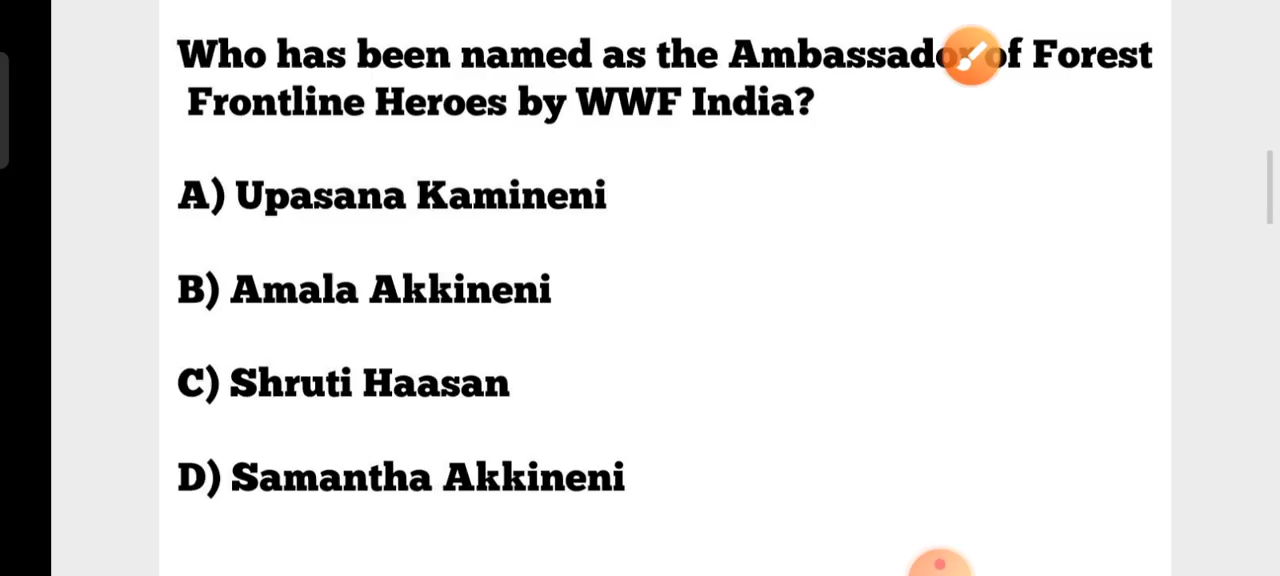 Who has been named as the Ambassador of Forest
Frontline Heroes by WWF India?
A) Upasana Kamineni
B) Amala Akkineni
C) Shruti Haasan
D) Samantha Akkineni